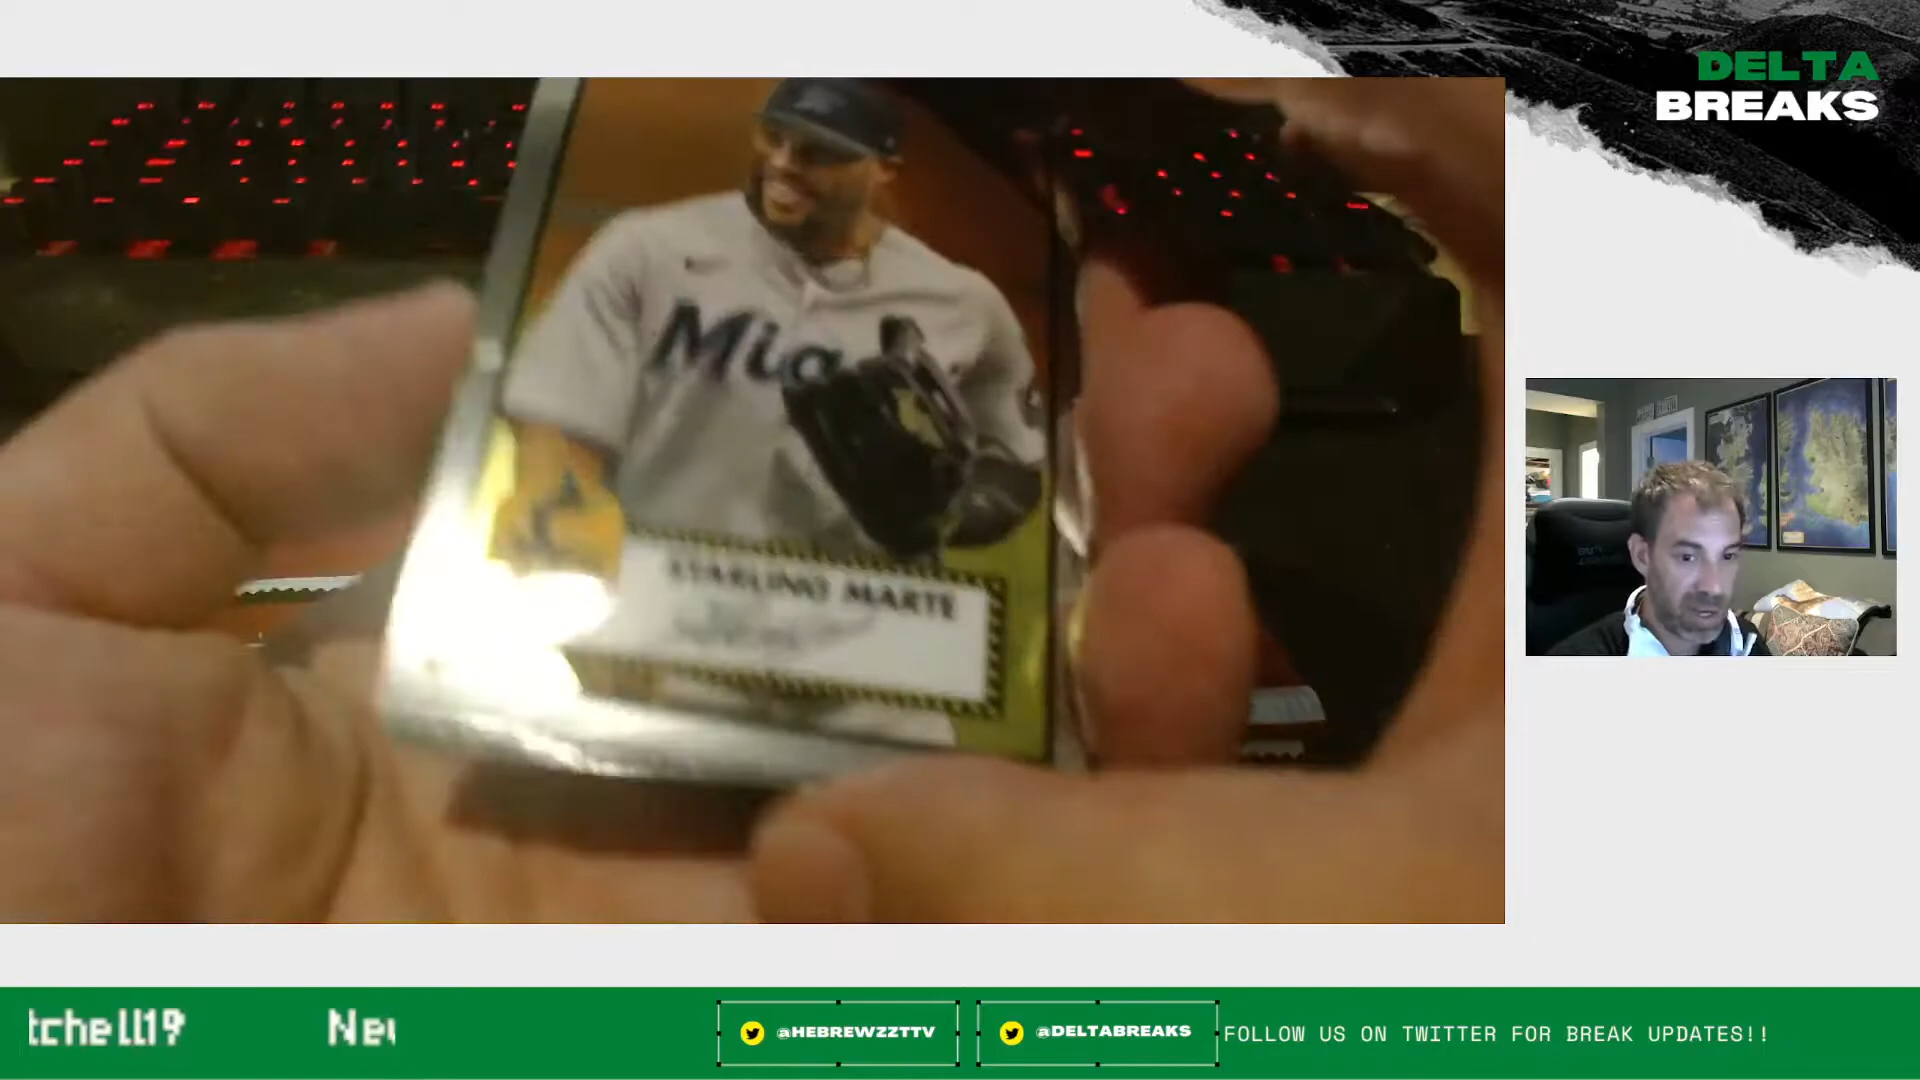 DELTA
BREAKS
Mia
STARLING MARTE
tchell19
Ne
@HEBREWZZTTV
@DELTABREAKS
FOLLOW US ON TWITTER FOR BREAK UPDATES!!